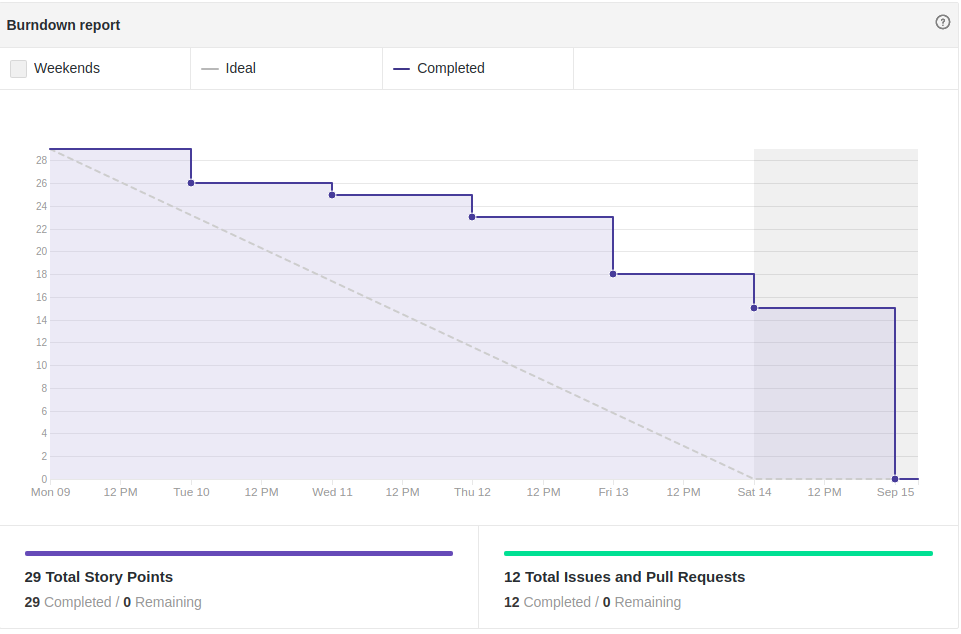 Burndown report
?
Weekends
Ideal
Completed
28
26
24
22
20
18
16
14
12
10
8
6
4
2
0
Mon 09 12 PM Tue 10 12 PM Wed 11 12 PM Thu 12 12 PM Fri 13 12 PM Sat 14 12 PM Sep 15
29 Total Story Points
29 Completed / 0 Remaining
12 Total Issues and Pull Requests
12 Completed / 0 Remaining